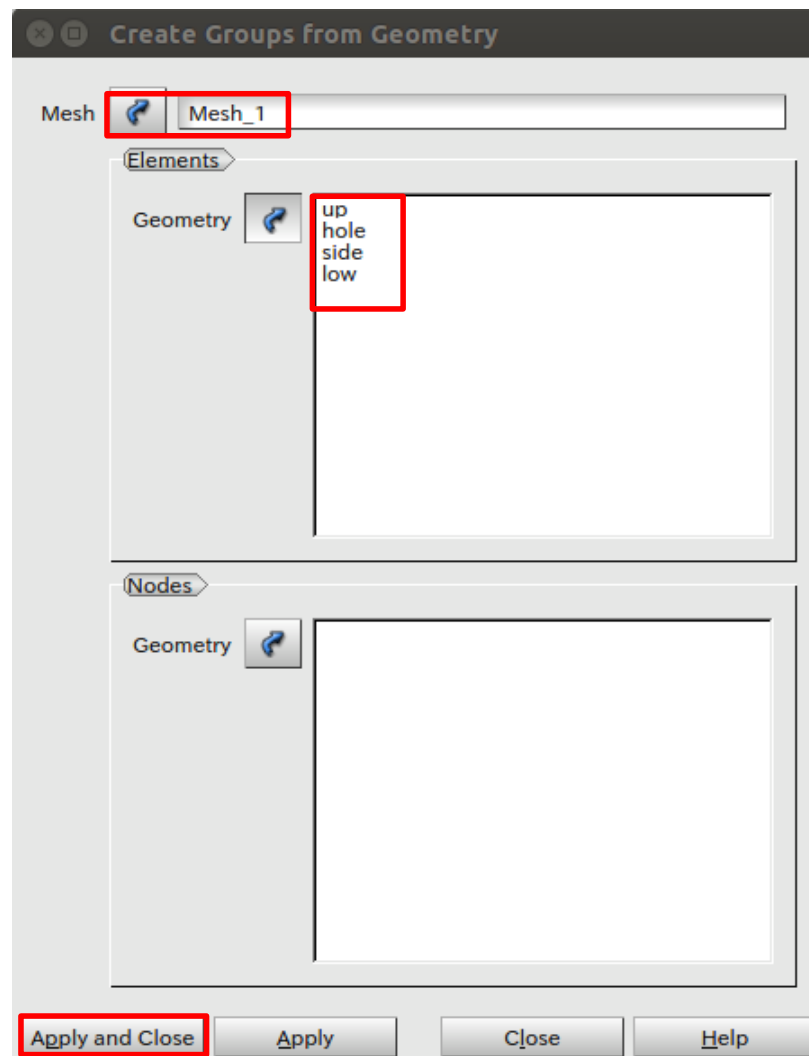 Create Groups from Geometry
Mesh Mesh_1
Elements
Geometry
up
hole
side
low
Nodes
Geometry
Apply and Close Apply Close Help